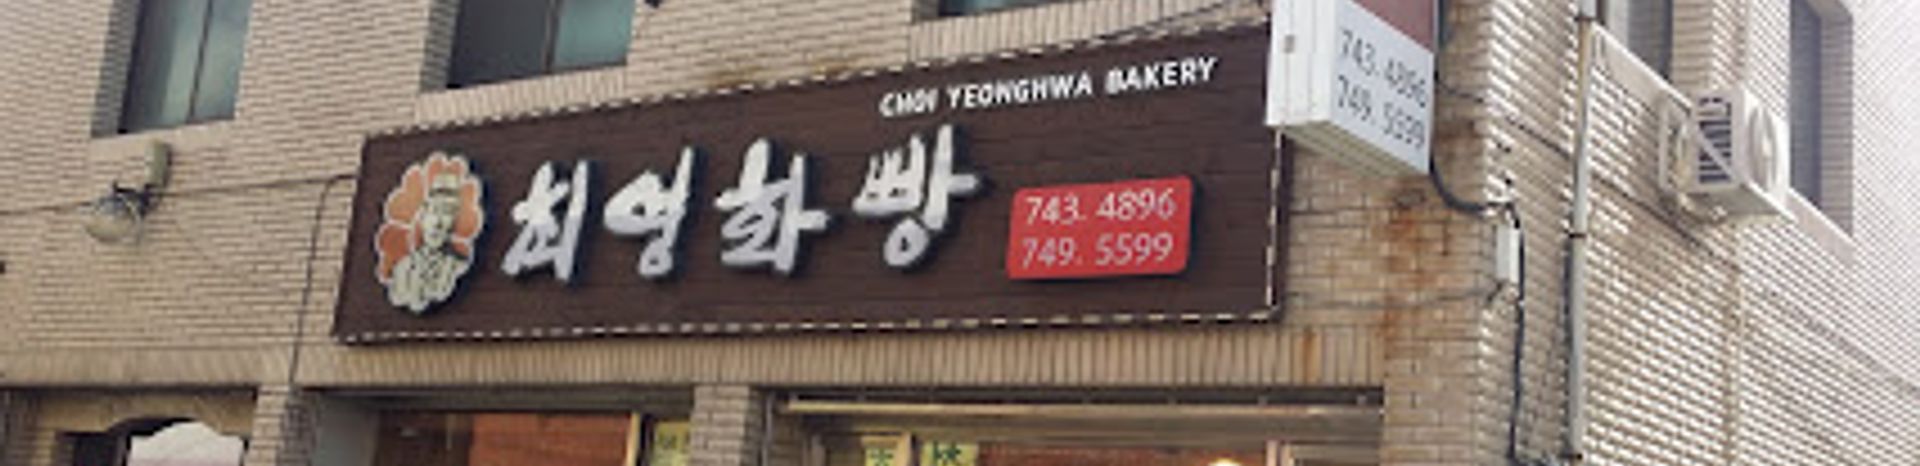 CHOI YEONGHWA BAKERY
최영화빵
743. 4896
749. 5599
743. 4896
749. 5599